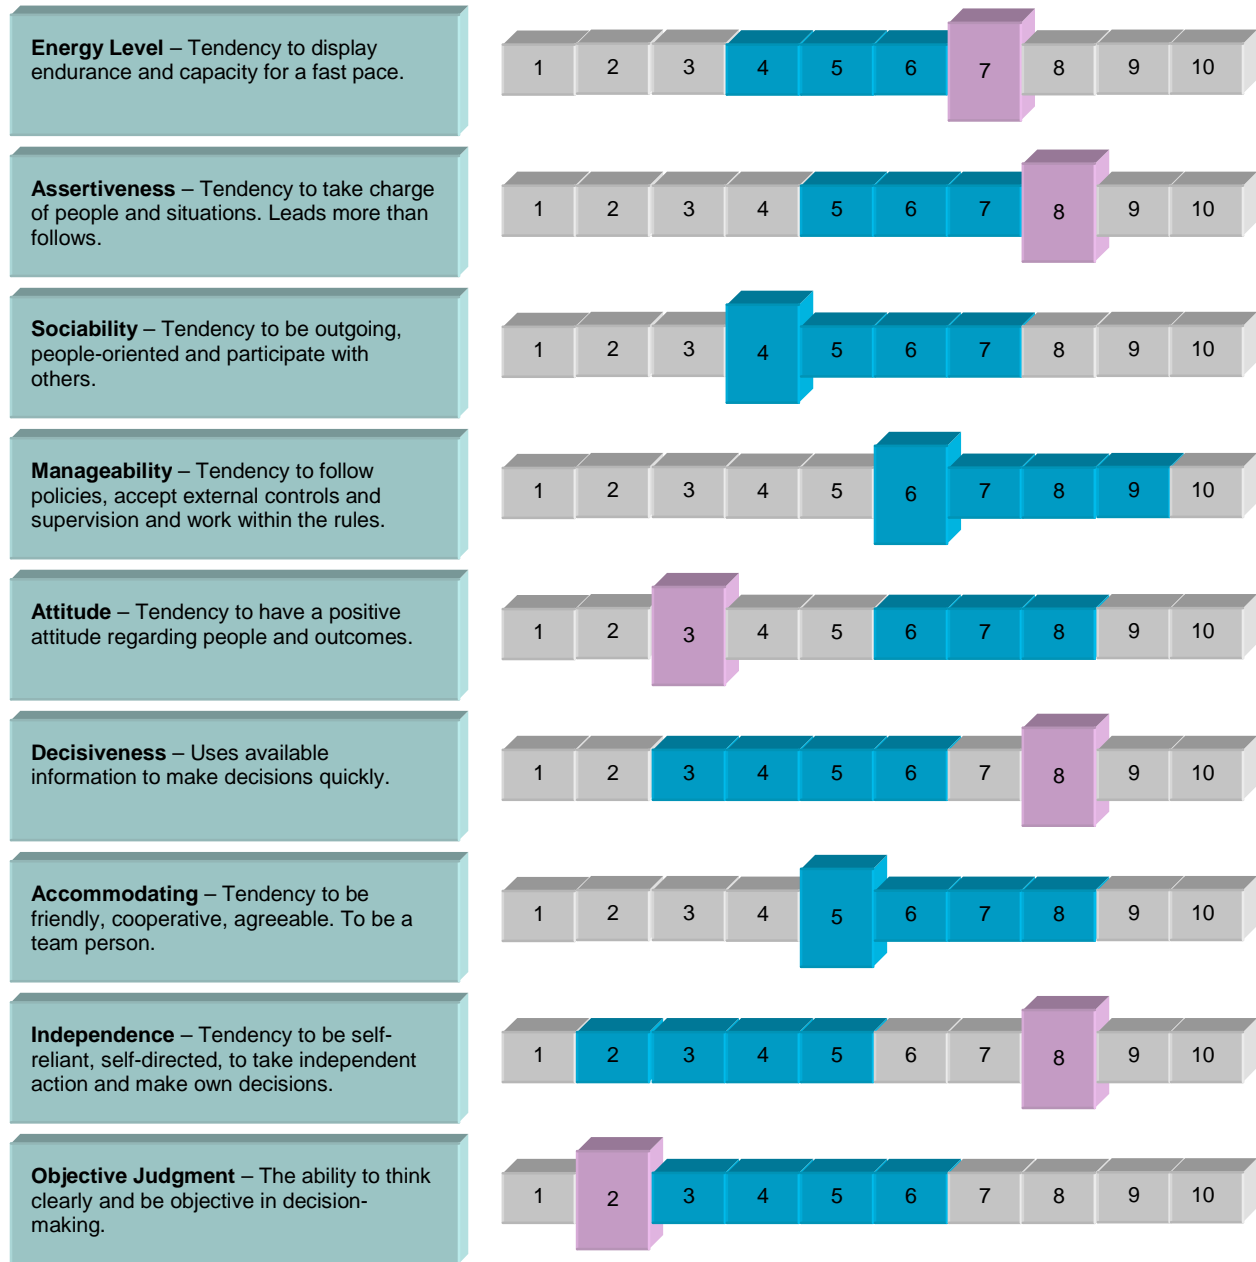 Energy Level – Tendency to display
endurance and capacity for a fast pace.
1 2 3 4 5 6 7 8 9 10
Assertiveness – Tendency to take charge
of people and situations. Leads more than
follows.
1 2 3 4 5 6 7 8 9 10
Sociability – Tendency to be outgoing,
people-oriented and participate with
others.
1 2 3 4 5 6 7 8 9 10
Manageability – Tendency to follow
policies, accept external controls and
supervision and work within the rules.
1 2 3 4 5 6 7 8 9 10
Attitude – Tendency to have a positive
attitude regarding people and outcomes.
1 2 3 4 5 6 7 8 9 10
Decisiveness – Uses available
information to make decisions quickly.
1 2 3 4 5 6 7 8 9 10
Accommodating – Tendency to be
friendly, cooperative, agreeable. To be a
team person.
1 2 3 4 5 6 7 8 9 10
Independence – Tendency to be self-
reliant, self-directed, to take independent
action and make own decisions.
1 2 3 4 5 6 7 8 9 10
Objective Judgment – The ability to think
clearly and be objective in decision-
making.
1 2 3 4 5 6 7 8 9 10